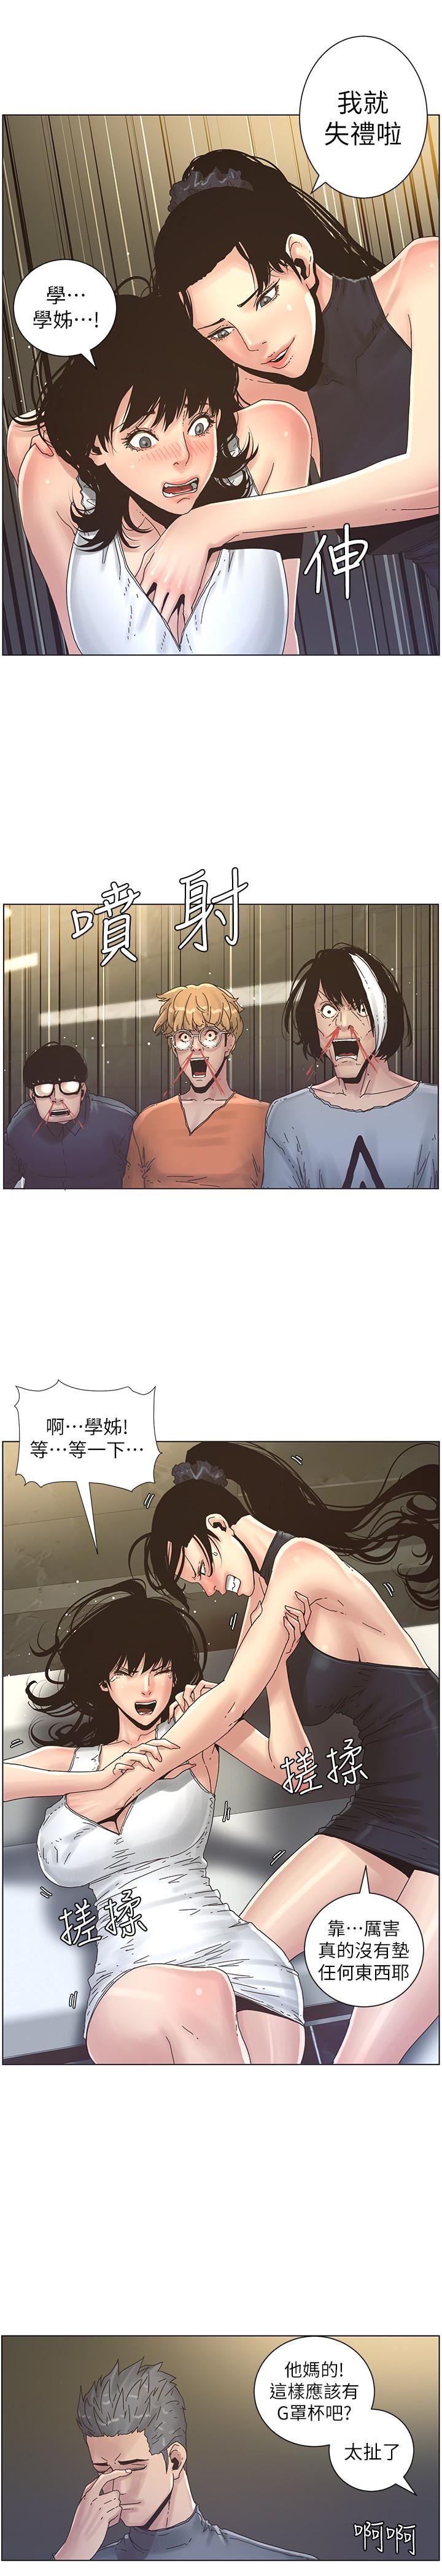 我就
失禮啦
學⋯
學姊⋯!
伸
噴射
啊⋯學姊!
等⋯等一下⋯
搓揉
搓揉
靠⋯厲害
真的沒有墊
任何東西耶
他媽的!
這樣應該有
G罩杯吧?
太扯了
啊啊